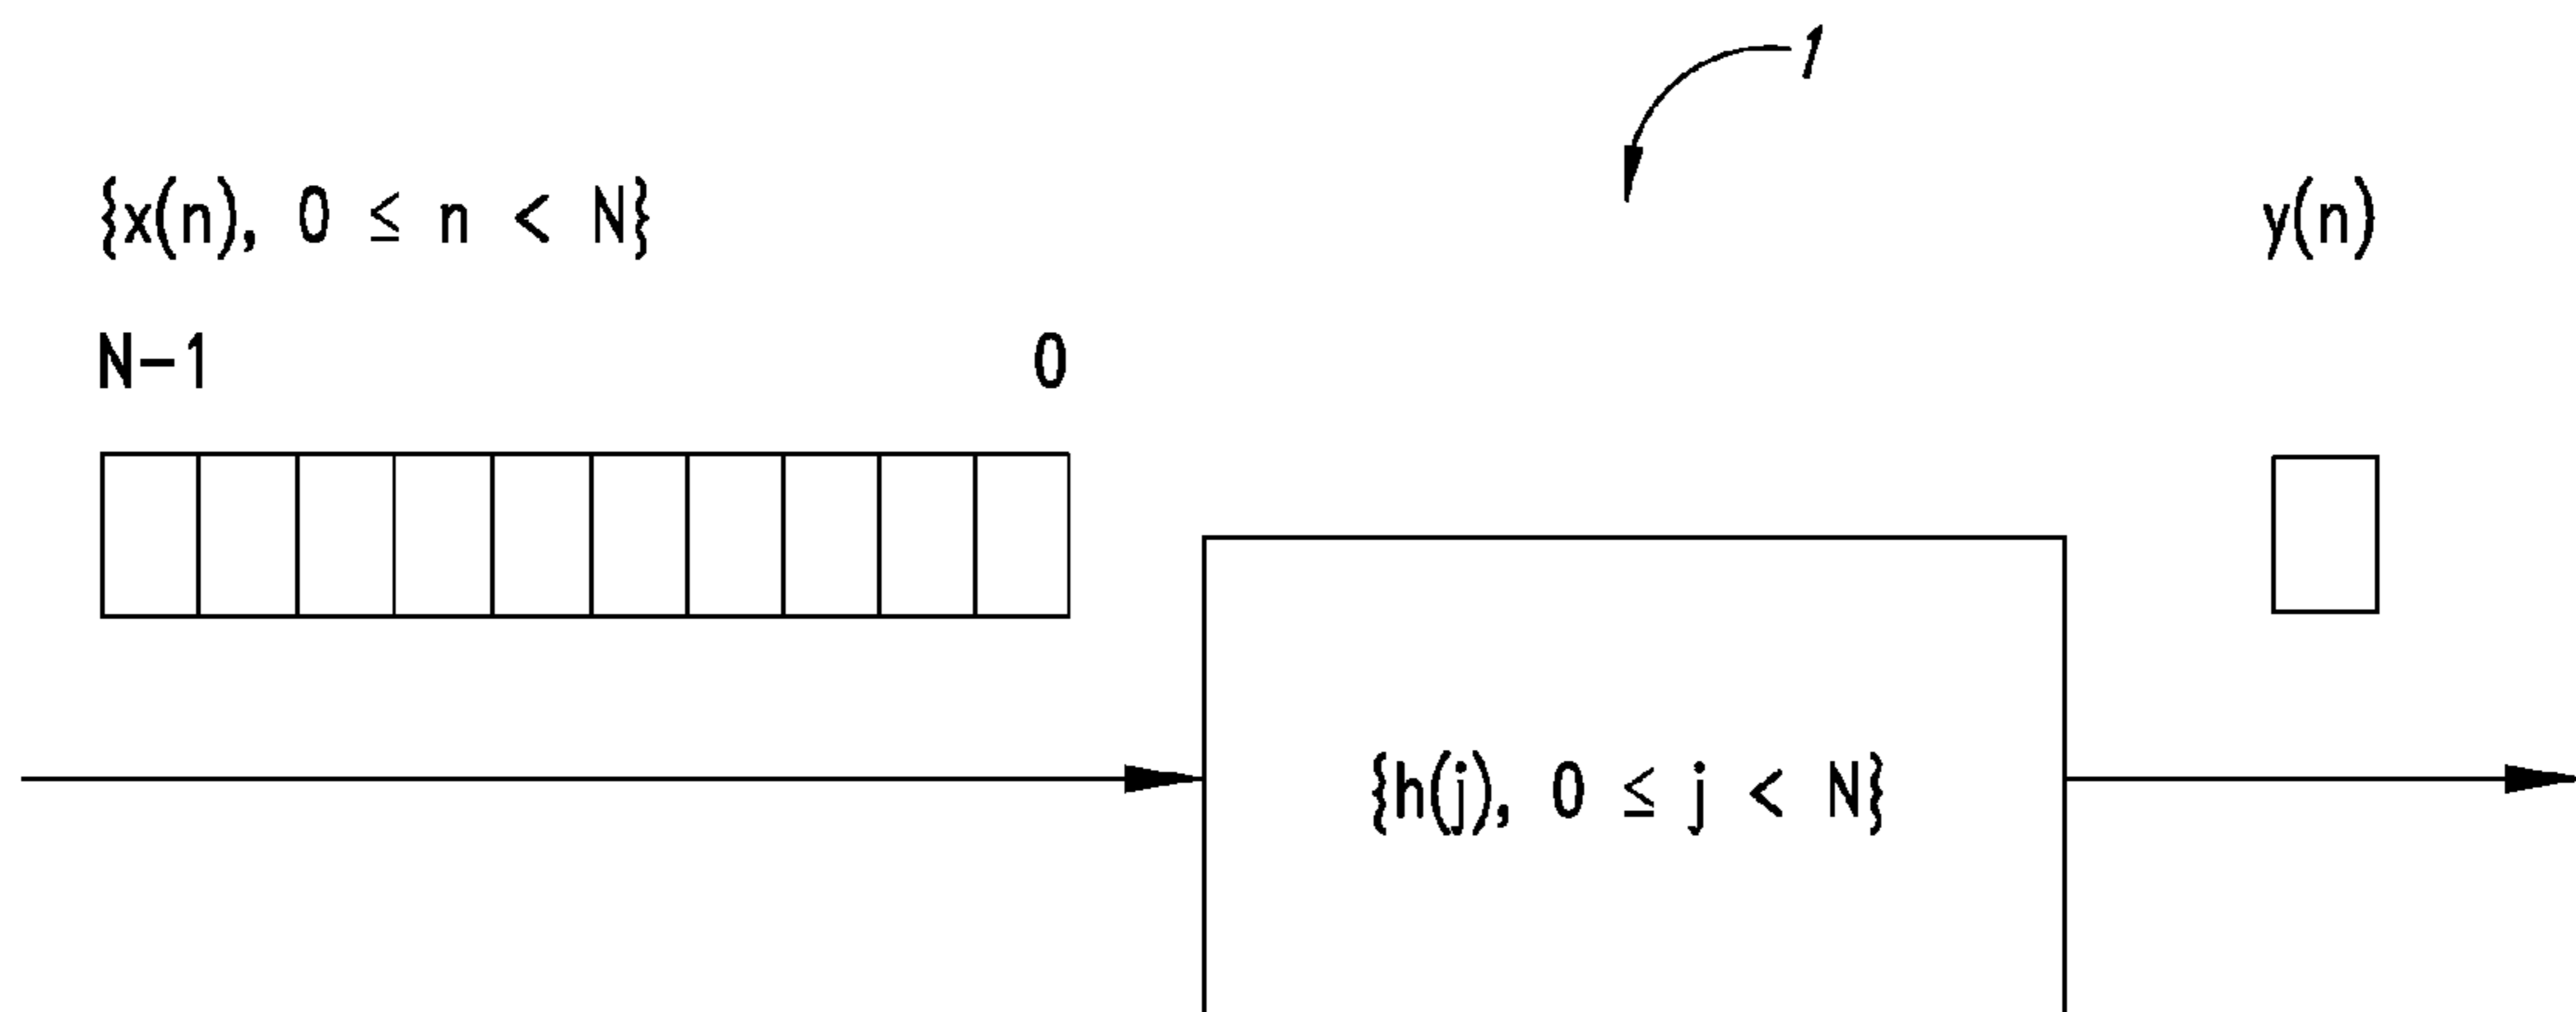 1
{x(n), 0 ≤ n < N}
y(n)
N-1
0
{h(j), 0 ≤ j < N}